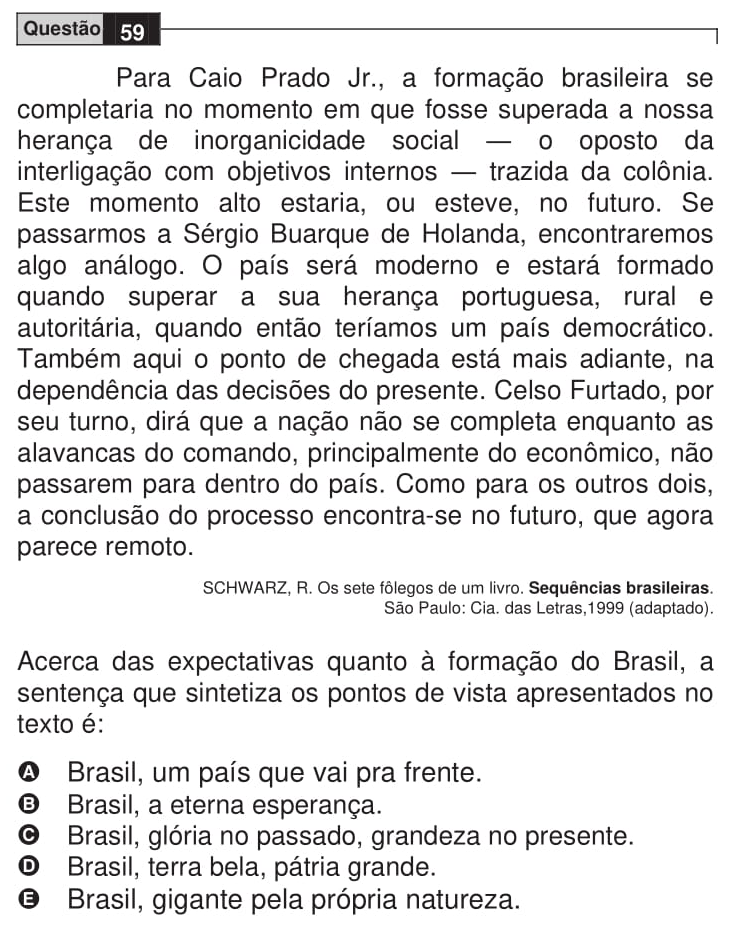 Questão 59
Para Caio Prado Jr., a formação brasileira se
completaria no momento em que fosse superada a nossa
herança de inorganicidade social — o oposto da
interligação com objetivos internos — trazida da colônia.
Este momento alto estaria, ou esteve, no futuro. Se
passarmos a Sérgio Buarque de Holanda, encontraremos
algo análogo. O país será moderno e estará formado
quando superar a sua herança portuguesa, rural e
autoritária, quando então teríamos um país democrático.
Também aqui o ponto de chegada está mais adiante, na
dependência das decisões do presente. Celso Furtado, por
seu turno, dirá que a nação não se completa enquanto as
alavancas do comando, principalmente do econômico, não
passarem para dentro do país. Como para os outros dois,
a conclusão do processo encontra-se no futuro, que agora
parece remoto.
SCHWARZ, R. Os sete fôlegos de um livro. Sequências brasileiras.
São Paulo: Cia. das Letras,1999 (adaptado).
Acerca das expectativas quanto à formação do Brasil, a
sentença que sintetiza os pontos de vista apresentados no
texto é:
A Brasil, um país que vai pra frente.
B Brasil, a eterna esperança.
C Brasil, glória no passado, grandeza no presente.
D Brasil, terra bela, pátria grande.
E Brasil, gigante pela própria natureza.